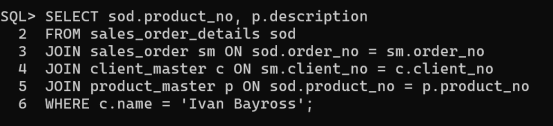 SQL> SELECT sod.product_no, p.description
  2  FROM sales_order_details sod
  3  JOIN sales_order sm ON sod.order_no = sm.order_no
  4  JOIN client_master c ON sm.client_no = c.client_no
  5  JOIN product_master p ON sod.product_no = p.product_no
  6  WHERE c.name = 'Ivan Bayross';